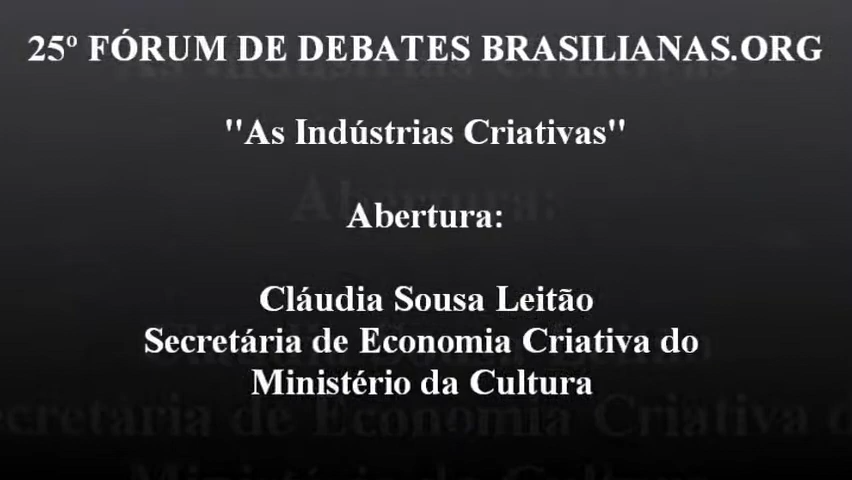 25º FÓRUM DE DEBATES BRASILIANAS.ORG
"As Indústrias Criativas"
Abertura:
Cláudia Sousa Leitão
Secretária de Economia Criativa do
Ministério da Cultura